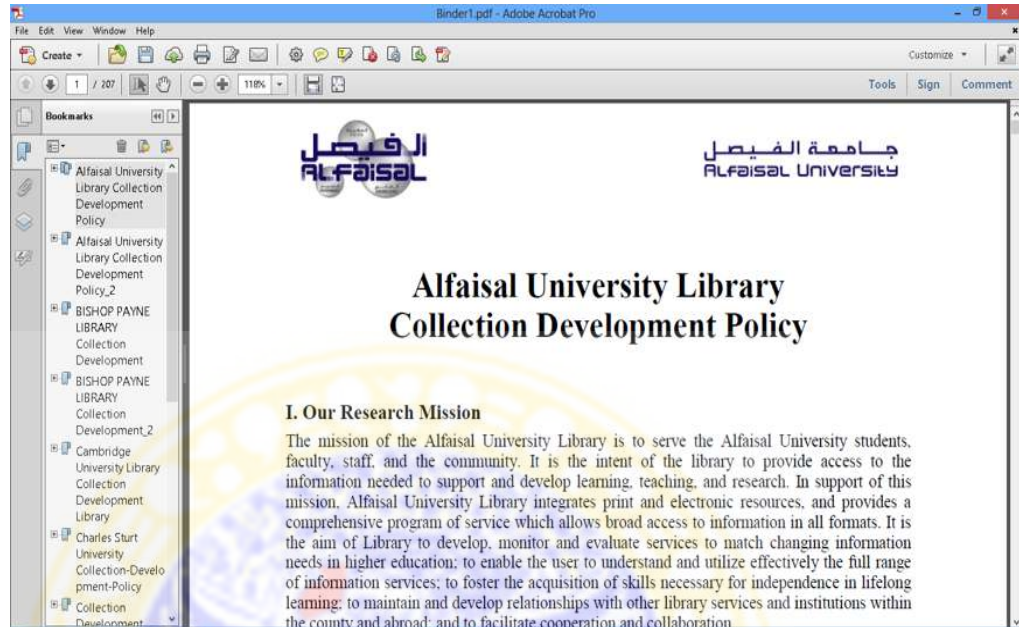 Binder1.pdf - Adobe Acrobat Pro
File Edit View Window Help
Create
Customize
1 / 207
118%
Tools Sign Comment
Bookmarks
Alfaisal University
Library Collection
Development
Policy
Alfaisal University
Library Collection
Development
Policy_2
BISHOP PAYNE
LIBRARY
Collection
Development
BISHOP PAYNE
LIBRARY
Collection
Development_2
Cambridge
University Library
Collection
Development
Library
Charles Sturt
University
Collection-Develo
pment-Policy
Collection
Development
الفيصل
ALFAISAL
جامعة الفيصل
ALFAISAL UNIVERSITY
Alfaisal University Library
Collection Development Policy
I. Our Research Mission
The mission of the Alfaisal University Library is to serve the Alfaisal University students,
faculty, staff, and the community. It is the intent of the library to provide access to the
information needed to support and develop learning, teaching, and research. In support of this
mission, Alfaisal University Library integrates print and electronic resources, and provides a
comprehensive program of service which allows broad access to information in all formats. It is
the aim of Library to develop, monitor and evaluate services to match changing information
needs in higher education; to enable the user to understand and utilize effectively the full range
of information services; to foster the acquisition of skills necessary for independence in lifelong
learning; to maintain and develop relationships with other library services and institutions within
the county and abroad; and to facilitate cooperation and collaboration.